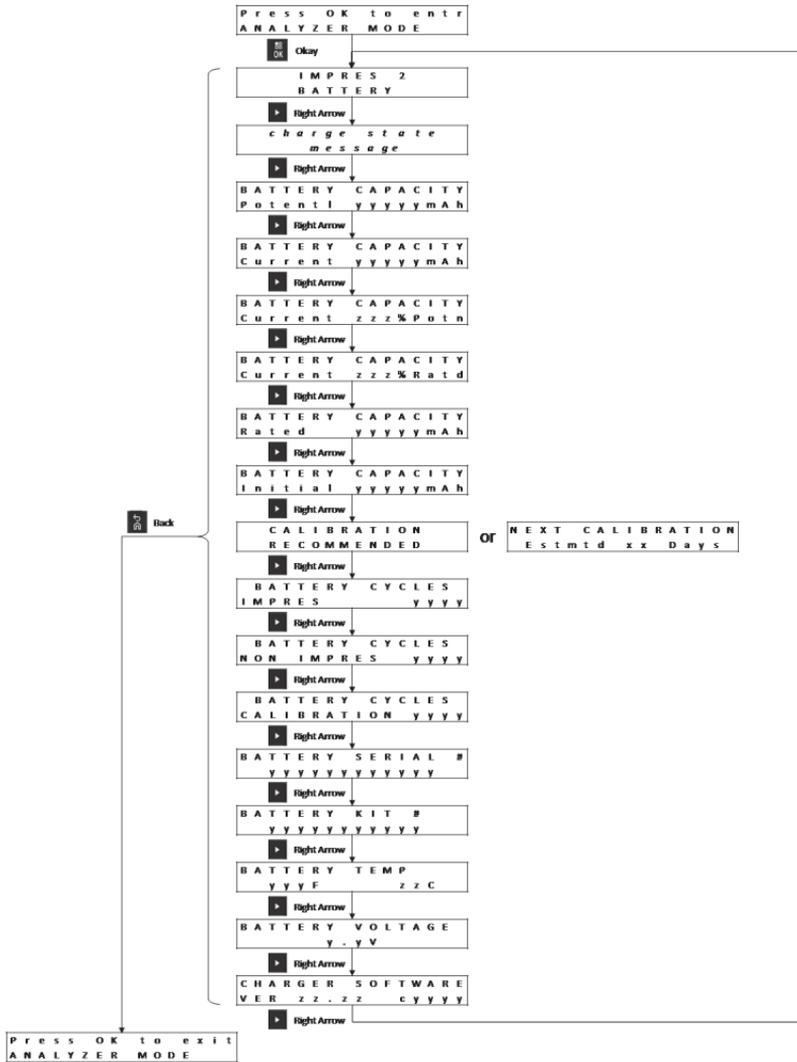 Press OK to entr
ANALYZER MODE
OK Okay
IMPRES 2
BATTERY
Right Arrow
charge state
message
Right Arrow
BATTERY CAPACITY
Potentl yyyyymAh
Right Arrow
BATTERY CAPACITY
Current yyyyymAh
Right Arrow
BATTERY CAPACITY
Current zzz%Potn
Right Arrow
BATTERY CAPACITY
Current zzz%Ratd
Right Arrow
BATTERY CAPACITY
Rated yyyyymAh
Right Arrow
BATTERY CAPACITY
Initial yyyyymAh
Right Arrow
Back
CALIBRATION
RECOMMENDED
or
NEXT CALIBRATION
Estmtd xx Days
Right Arrow
BATTERY CYCLES
IMPRES yyyy
Right Arrow
BATTERY CYCLES
NON IMPRES yyyy
Right Arrow
BATTERY CYCLES
CALIBRATION yyyy
Right Arrow
BATTERY SERIAL #
yyyyyyyyyyyy
Right Arrow
BATTERY KIT #
yyyyyyyyyyy
Right Arrow
BATTERY TEMP
yyyF zzC
Right Arrow
BATTERY VOLTAGE
y.yV
Right Arrow
CHARGER SOFTWARE
VER zz.zz cyyyy
Right Arrow
Press OK to exit
ANALYZER MODE